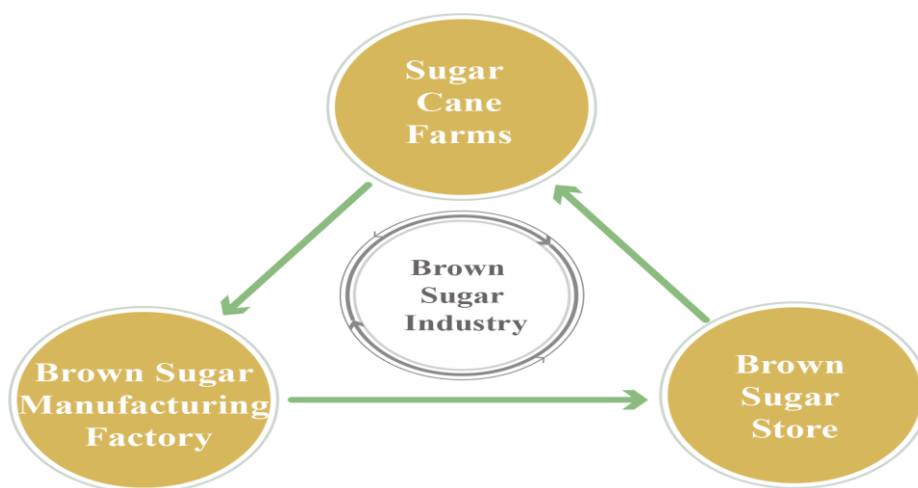 Sugar
Cane
Farms
Brown
Sugar
Industry
Brown Sugar
Manufacturing
Factory
Brown
Sugar
Store